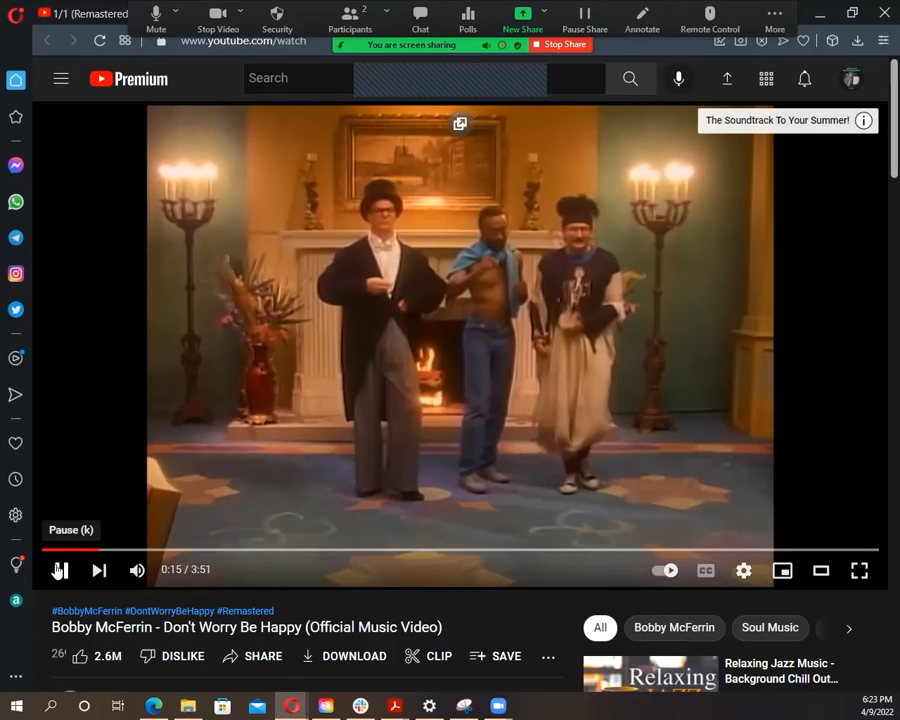 1/1 (Remastered
Mute
Stop Video
Security
2
Participants
Chat
Polls
New Share
Pause Share
Annotate
Remote Control
More
www.youtube.com/watch
You are screen sharing
Stop Share
Premium
Search
The Soundtrack To Your Summer!
Pause (k)
0:15 / 3:51
CC
#BobbyMcFerrin #DontWorryBeHappy #Remastered
Bobby McFerrin - Don't Worry Be Happy (Official Music Video)
2.6M
DISLIKE
SHARE
DOWNLOAD
CLIP
SAVE
All
Bobby McFerrin
Soul Music
Relaxing
Relaxing Jazz Music -
Background Chill Out...
6:23 PM
4/9/2022